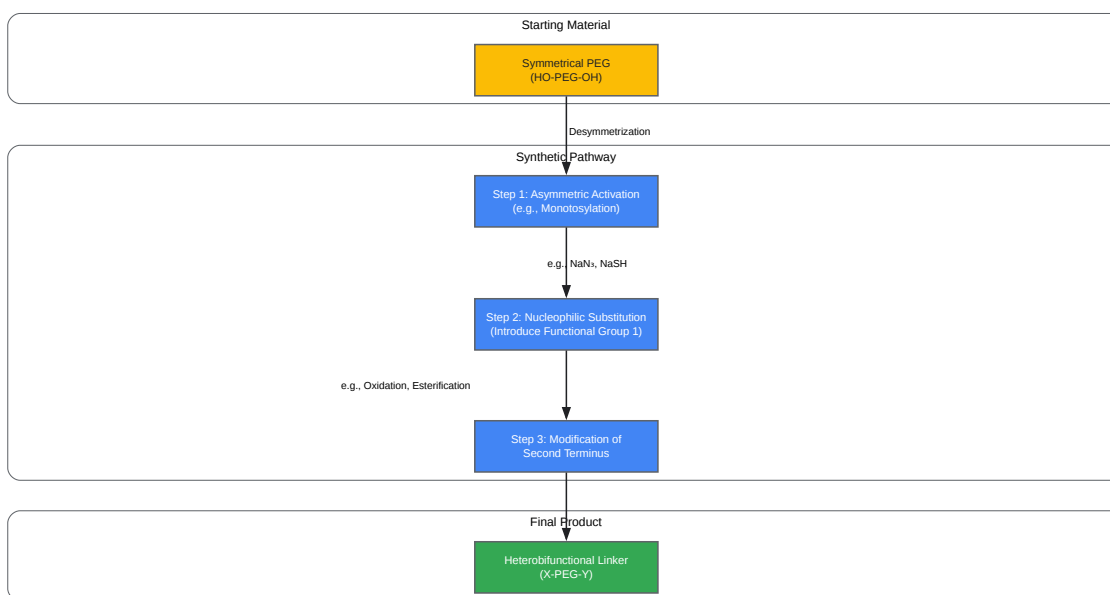 Starting Material
Symmetrical PEG
(HO-PEG-OH)
Desymmetrization
Synthetic Pathway
Step 1: Asymmetric Activation
(e.g., Monotosylation)
e.g., NaN₃, NaSH
Step 2: Nucleophilic Substitution
(Introduce Functional Group 1)
e.g., Oxidation, Esterification
Step 3: Modification of
Second Terminus
Final Product
Heterobifunctional Linker
(X-PEG-Y)